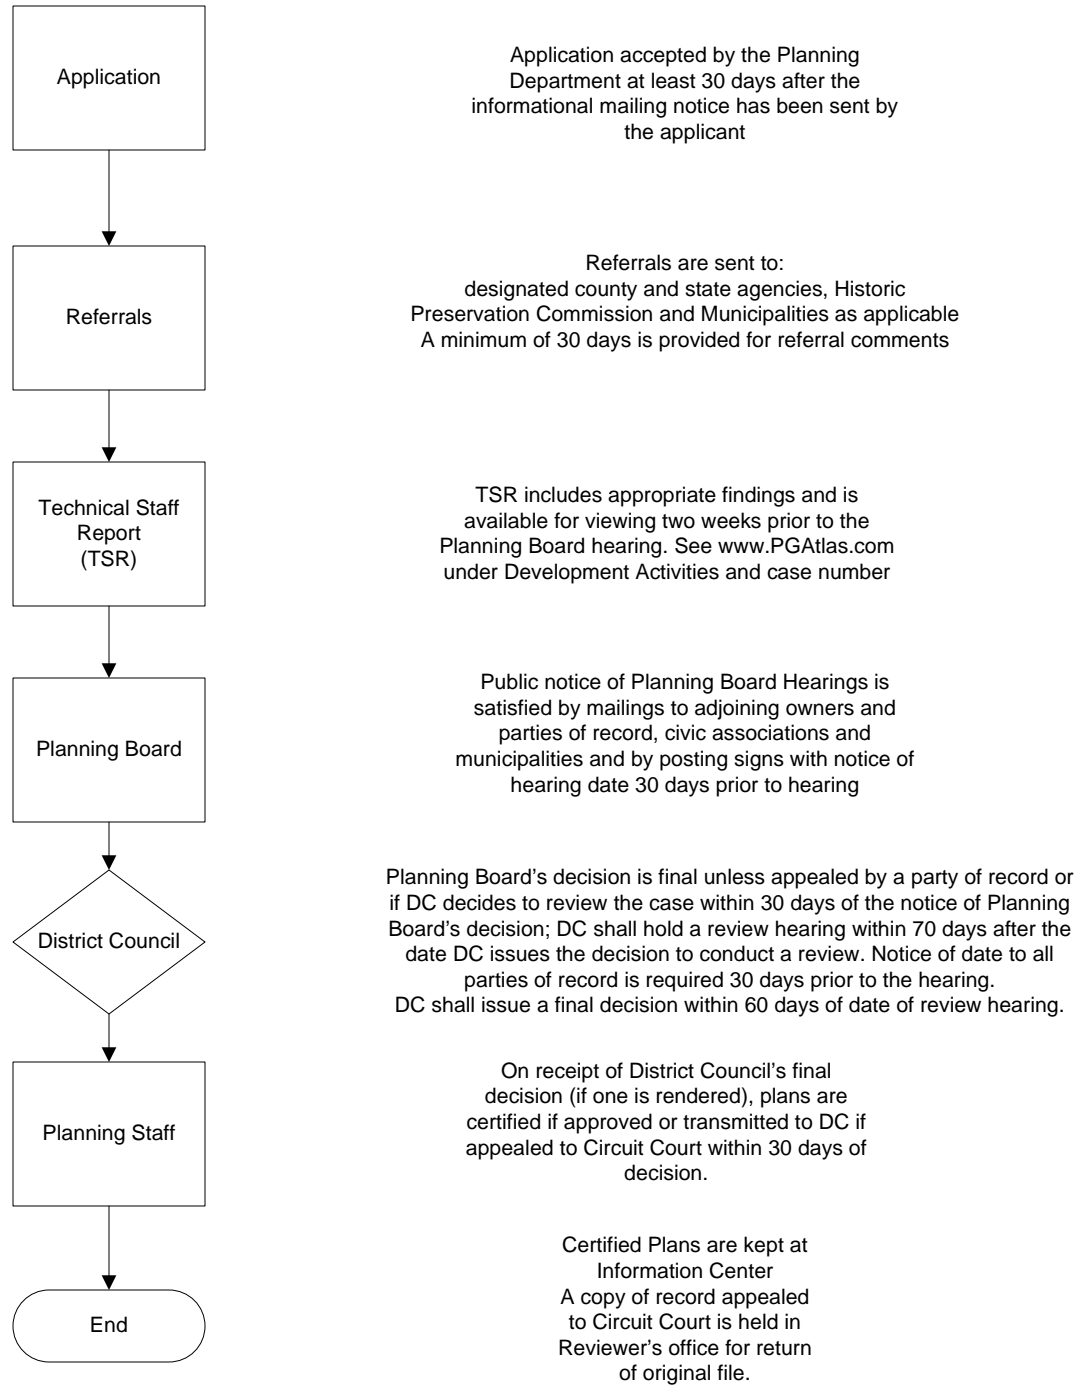 Application
Application accepted by the Planning
Department at least 30 days after the
informational mailing notice has been sent by
the applicant
Referrals
Referrals are sent to:
designated county and state agencies, Historic
Preservation Commission and Municipalities as applicable
A minimum of 30 days is provided for referral comments
Technical Staff
Report
(TSR)
TSR includes appropriate findings and is
available for viewing two weeks prior to the
Planning Board hearing. See www.PGAtlas.com
under Development Activities and case number
Planning Board
Public notice of Planning Board Hearings is
satisfied by mailings to adjoining owners and
parties of record, civic associations and
municipalities and by posting signs with notice of
hearing date 30 days prior to hearing
District Council
Planning Board’s decision is final unless appealed by a party of record or
if DC decides to review the case within 30 days of the notice of Planning
Board’s decision; DC shall hold a review hearing within 70 days after the
date DC issues the decision to conduct a review. Notice of date to all
parties of record is required 30 days prior to the hearing.
DC shall issue a final decision within 60 days of date of review hearing.
Planning Staff
On receipt of District Council’s final
decision (if one is rendered), plans are
certified if approved or transmitted to DC if
appealed to Circuit Court within 30 days of
decision.
End
Certified Plans are kept at
Information Center
A copy of record appealed
to Circuit Court is held in
Reviewer’s office for return
of original file.